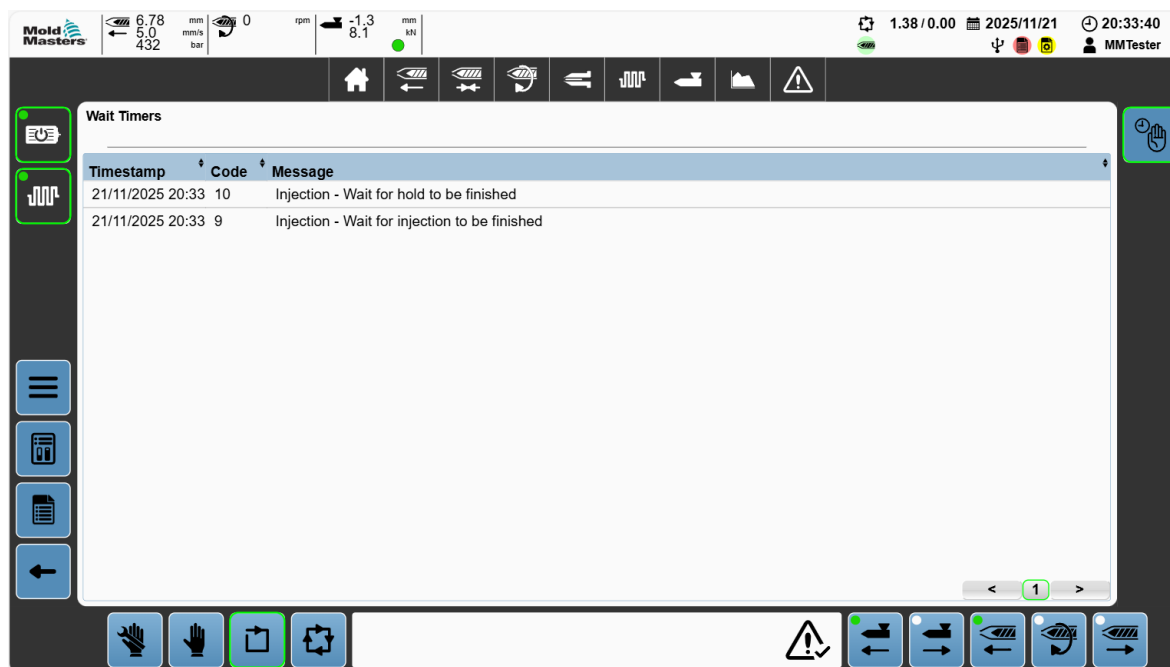 Mold
Masters
6.78 mm
5.0 mm/s
432 bar
0 rpm
-1.3 mm
8.1 kN
1.38 / 0.00
2025/11/21
20:33:40
MMTester
Wait Timers
Timestamp Code Message
21/11/2025 20:33 10 Injection - Wait for hold to be finished
21/11/2025 20:33 9 Injection - Wait for injection to be finished
< 1 >